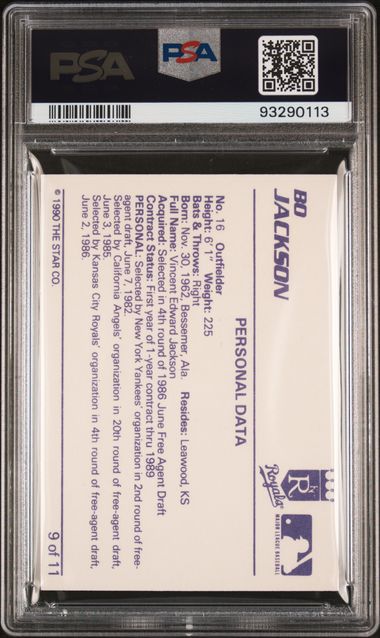 PSA
PSA
93290113
BO
JACKSON
Royals
MAJOR LEAGUE BASEBALL
PERSONAL DATA
No. 16 Outfielder
Height: 6'1" Weight: 225
Bats & Throws: Right
Born: Nov. 30, 1962, Bessemer, Ala. Resides: Leawood, KS
Full Name: Vincent Edward Jackson
Acquired: Selected in 4th round of 1986 June Free Agent Draft
Contract Status: First year of 1-year contract thru 1989
PERSONAL: Selected by New York Yankees' organization in 2nd round of free-
agent draft, June 7, 1982.
Selected by California Angels' organization in 20th round of free-agent draft,
June 3, 1985.
Selected by Kansas City Royals' organization in 4th round of free-agent draft,
June 2, 1986.
© 1990 THE STAR CO.
9 of 11